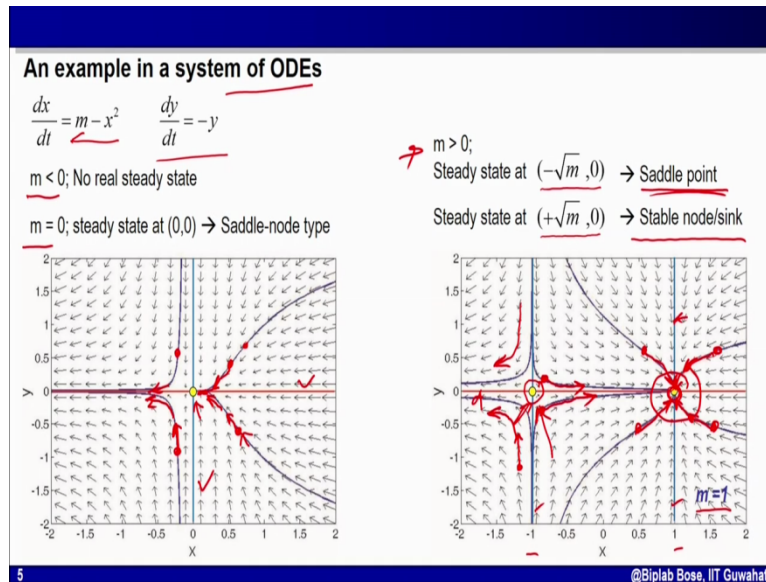 An example in a system of ODEs
dx/dt = m − x² dy/dt = −y
m < 0; No real steady state
m = 0; steady state at (0,0) → Saddle-node type
m > 0;
Steady state at (−√m ,0) → Saddle point
Steady state at (+√m ,0) → Stable node/sink
2
1.5
1
0.5
0
-0.5
-1
-1.5
-2
y
-2 -1.5 -1 -0.5 0 0.5 1 1.5 2
X
2
1.5
1
0.5
0
-0.5
-1
-1.5
-2
y
m =1
-2 -1.5 -1 -0.5 0 0.5 1 1.5 2
X
5
@Biplab Bose, IIT Guwahat